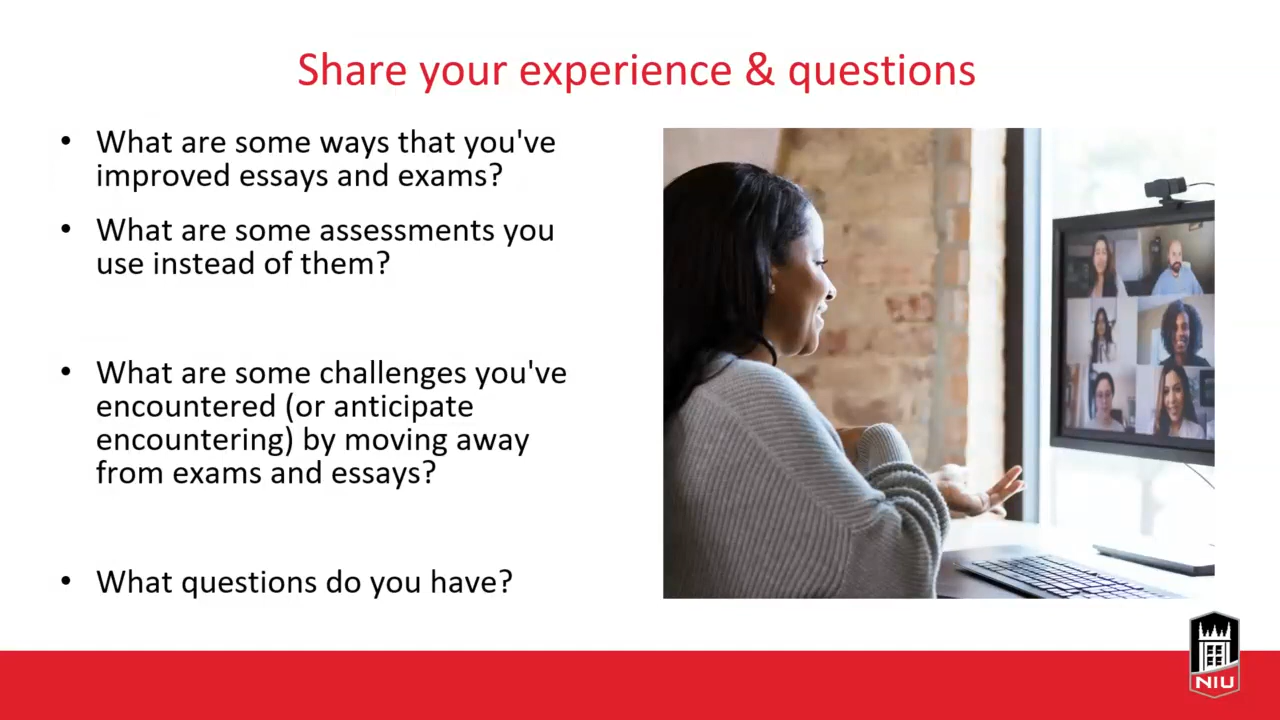 Share your experience & questions
• What are some ways that you've
improved essays and exams?
• What are some assessments you
use instead of them?
• What are some challenges you've
encountered (or anticipate
encountering) by moving away
from exams and essays?
• What questions do you have?
NIU